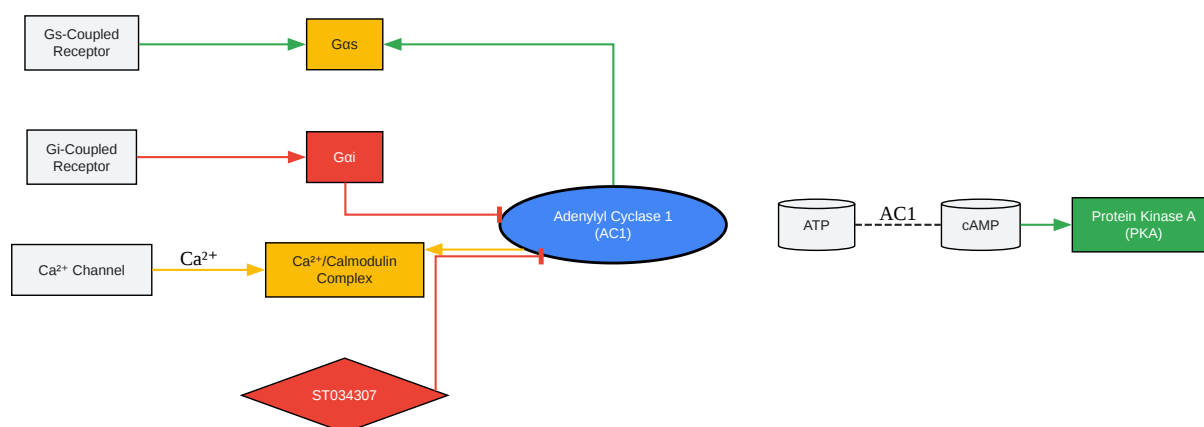 Gs-Coupled
Receptor
Gαs
Gi-Coupled
Receptor
Gαi
Adenylyl Cyclase 1
(AC1)
ATP
AC1
cAMP
Protein Kinase A
(PKA)
Ca²⁺ Channel
Ca²⁺
Ca²⁺/Calmodulin
Complex
ST034307